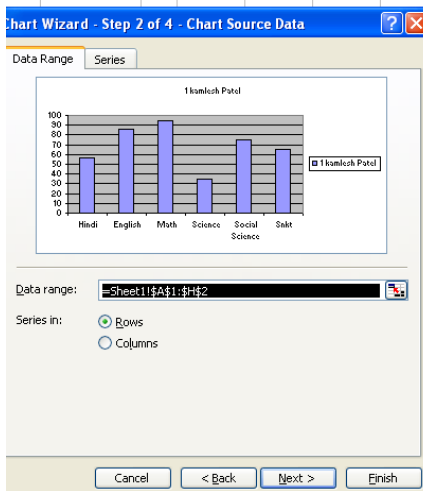 Chart Wizard - Step 2 of 4 - Chart Source Data
Data Range Series
1 kamlesh Patel
100
90
80
70
60
50
40
30
20
10
0
Hindi English Math Science Social Science Snkt
1 kamlesh Patel
Data range: =Sheet1!$A$1:$H$2
Series in: Rows
Columns
Cancel < Back Next > Finish